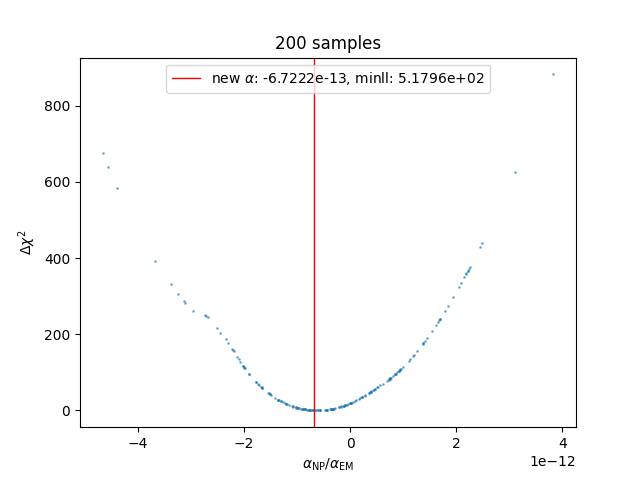 200 samples
new α: -6.7222e-13, minll: 5.1796e+02
Δχ²
800
600
400
200
0
−4
−2
0
2
4
1e−12
α_NP/α_EM